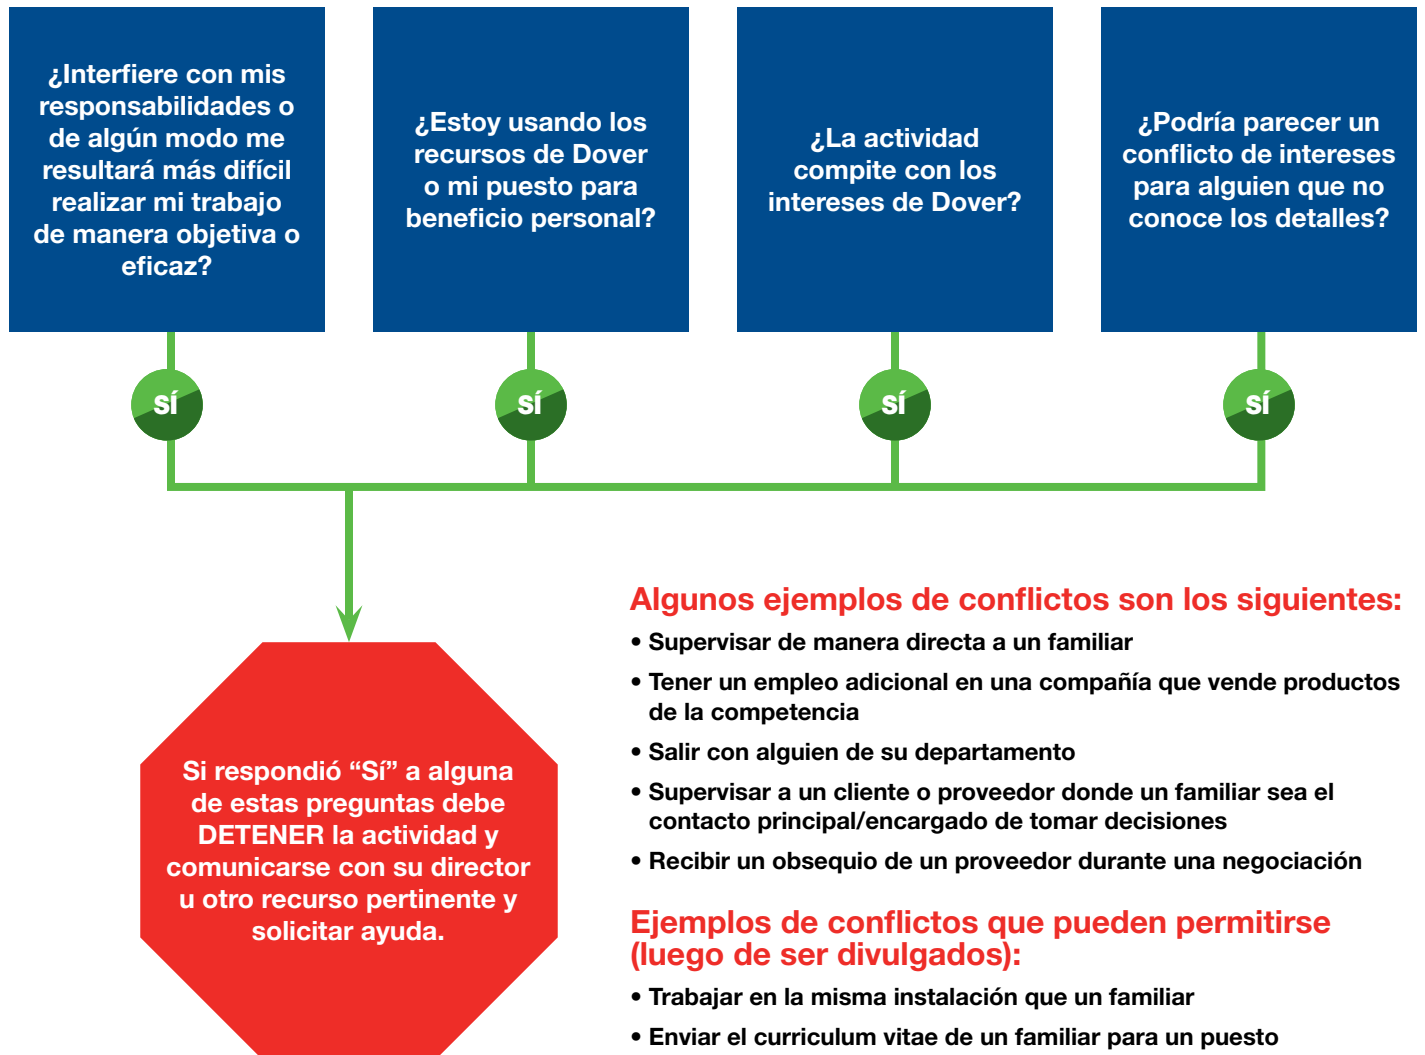 ¿Interfiere con mis
responsabilidades o
de algún modo me
resultará más difícil
realizar mi trabajo
de manera objetiva o
eficaz?
¿Estoy usando los
recursos de Dover
o mi puesto para
beneficio personal?
¿La actividad
compite con los
intereses de Dover?
¿Podría parecer un
conflicto de intereses
para alguien que no
conoce los detalles?
sí
sí
sí
sí
Si respondió “Sí” a alguna
de estas preguntas debe
DETENER la actividad y
comunicarse con su director
u otro recurso pertinente y
solicitar ayuda.
Algunos ejemplos de conflictos son los siguientes:
• Supervisar de manera directa a un familiar
• Tener un empleo adicional en una compañía que vende productos
de la competencia
• Salir con alguien de su departamento
• Supervisar a un cliente o proveedor donde un familiar sea el
contacto principal/encargado de tomar decisiones
• Recibir un obsequio de un proveedor durante una negociación
Ejemplos de conflictos que pueden permitirse
(luego de ser divulgados):
• Trabajar en la misma instalación que un familiar
• Enviar el curriculum vitae de un familiar para un puesto